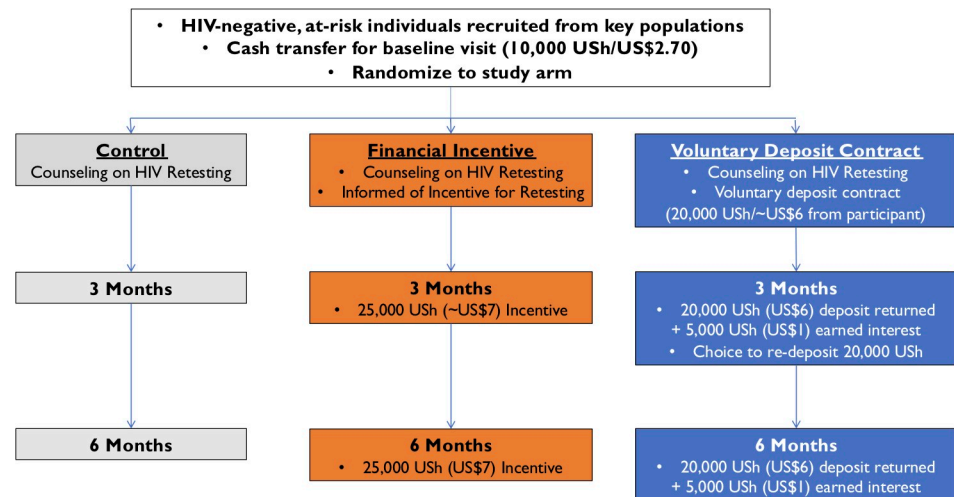 • HIV-negative, at-risk individuals recruited from key populations
• Cash transfer for baseline visit (10,000 USh/US$2.70)
• Randomize to study arm
Control
Counseling on HIV Retesting
Financial Incentive
• Counseling on HIV Retesting
• Informed of Incentive for Retesting
Voluntary Deposit Contract
• Counseling on HIV Retesting
• Voluntary deposit contract
(20,000 USh/~US$6 from participant)
3 Months
3 Months
• 25,000 USh (~US$7) Incentive
3 Months
• 20,000 USh (US$6) deposit returned
+ 5,000 USh (US$1) earned interest
• Choice to re-deposit 20,000 USh
6 Months
6 Months
• 25,000 USh (US$7) Incentive
6 Months
• 20,000 USh (US$6) deposit returned
+ 5,000 USh (US$1) earned interest